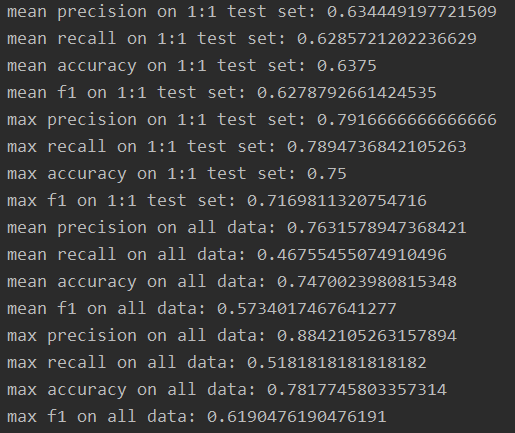 mean precision on 1:1 test set: 0.634449197721509
mean recall on 1:1 test set: 0.6285721202236629
mean accuracy on 1:1 test set: 0.6375
mean f1 on 1:1 test set: 0.6278792661424535
max precision on 1:1 test set: 0.7916666666666666
max recall on 1:1 test set: 0.7894736842105263
max accuracy on 1:1 test set: 0.75
max f1 on 1:1 test set: 0.7169811320754716
mean precision on all data: 0.7631578947368421
mean recall on all data: 0.46755455074910496
mean accuracy on all data: 0.7470023980815348
mean f1 on all data: 0.5734017467641277
max precision on all data: 0.8842105263157894
max recall on all data: 0.5181818181818182
max accuracy on all data: 0.7817745803357314
max f1 on all data: 0.6190476190476191